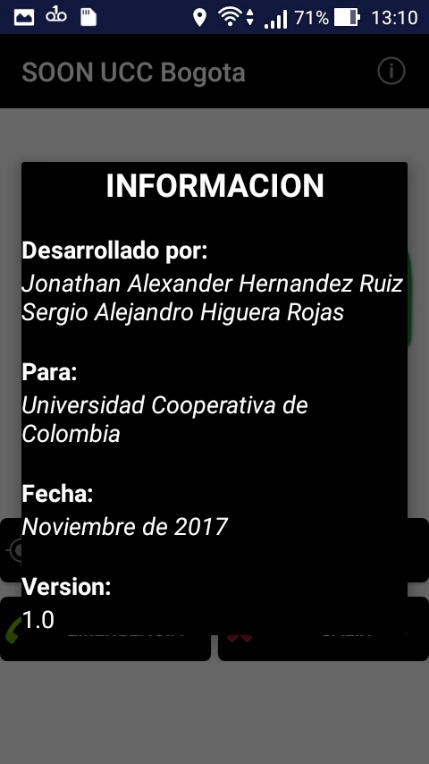 71% 13:10
SOON UCC Bogota
INFORMACION
Desarrollado por:
Jonathan Alexander Hernandez Ruiz
Sergio Alejandro Higuera Rojas
Para:
Universidad Cooperativa de
Colombia
Fecha:
Noviembre de 2017
Version:
1.0